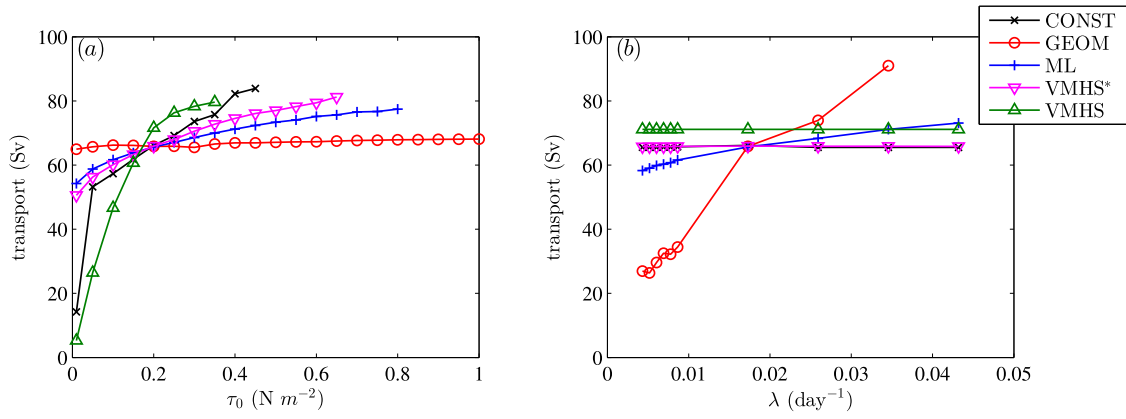 (a)
transport (Sv)
100
80
60
40
20
0
0 0.2 0.4 0.6 0.8 1
τ₀ (N m⁻²)
(b)
transport (Sv)
100
80
60
40
20
0
0 0.01 0.02 0.03 0.04 0.05
λ (day⁻¹)
CONST
GEOM
ML
VMHS*
VMHS